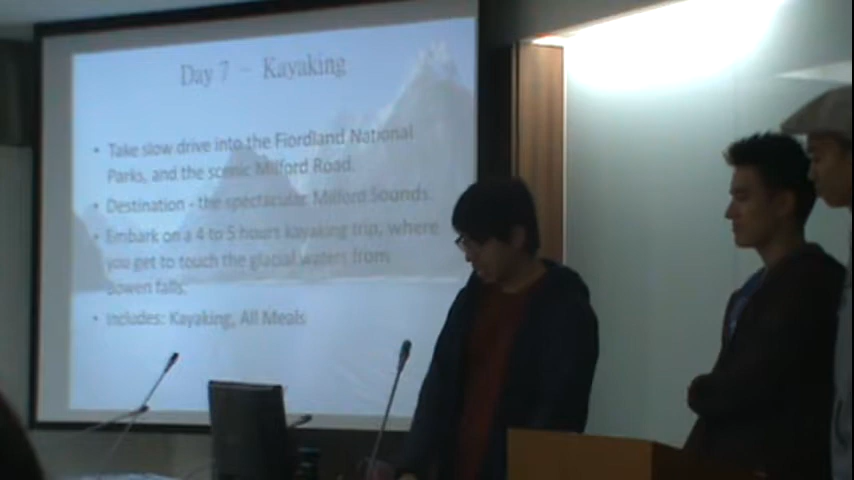 Day 7 – Kayaking
• Take slow drive into the Fiordland National
Parks, and the scenic Milford Road.
• Destination - the spectacular Milford Sounds.
• Embark on a 4 to 5 hours kayaking trip, where
you get to touch the glacial waters from
Bowen falls.
• Includes: Kayaking, All Meals